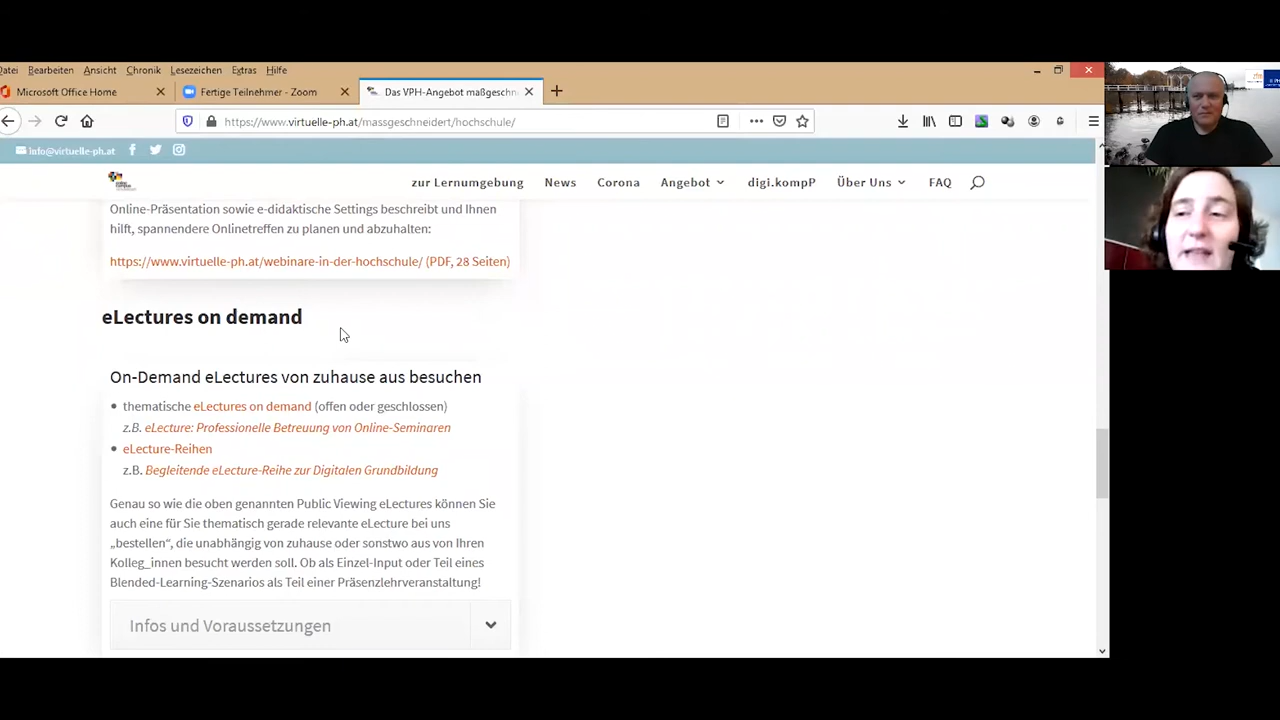 Datei Bearbeiten Ansicht Chronik Lesezeichen Extras Hilfe
Microsoft Office Home
Fertige Teilnehmer - Zoom
Das VPH-Angebot maßgeschn
https://www.virtuelle-ph.at/massgeschneidert/hochschule/
info@virtuelle-ph.at
zur Lernumgebung News Corona Angebot digi.kompP Über Uns FAQ
Online-Präsentation sowie e-didaktische Settings beschreibt und Ihnen
hilft, spannendere Onlinetreffen zu planen und abzuhalten:
https://www.virtuelle-ph.at/webinare-in-der-hochschule/ (PDF, 28 Seiten)
eLectures on demand
On-Demand eLectures von zuhause aus besuchen
thematische eLectures on demand (offen oder geschlossen)
z.B. eLecture: Professionelle Betreuung von Online-Seminaren
eLecture-Reihen
z.B. Begleitende eLecture-Reihe zur Digitalen Grundbildung
Genau so wie die oben genannten Public Viewing eLectures können Sie
auch eine für Sie thematisch gerade relevante eLecture bei uns
„bestellen“, die unabhängig von zuhause oder sonstwo aus von Ihren
Kolleg_innen besucht werden soll. Ob als Einzel-Input oder Teil eines
Blended-Learning-Szenarios als Teil einer Präsenzlehrveranstaltung!
Infos und Voraussetzungen